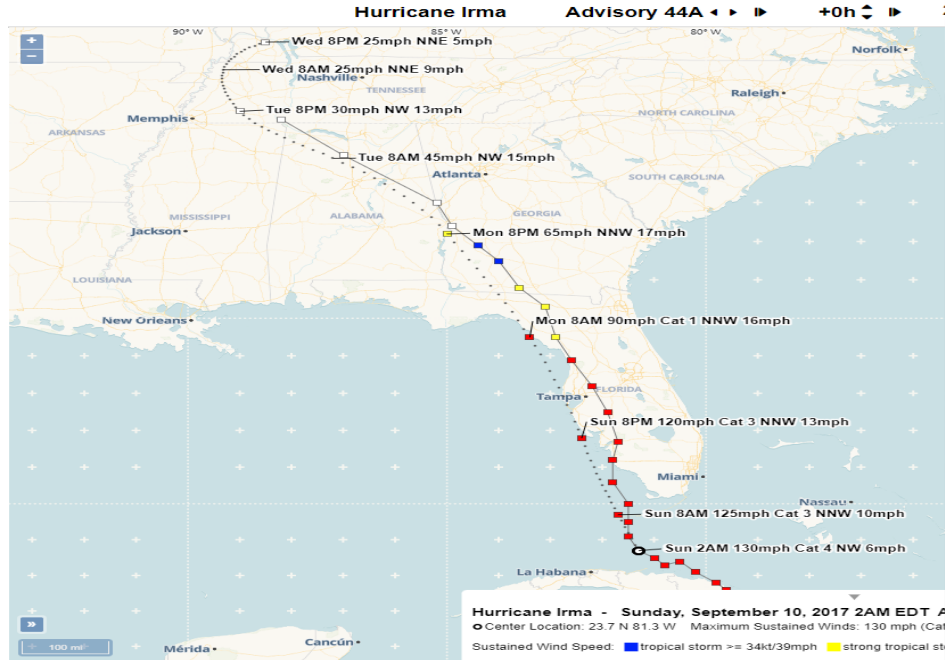 Hurricane Irma Advisory 44A +0h
90° W 85° W 80° W
Wed 8PM 25mph NNE 5mph
Norfolk
Wed 8AM 25mph NNE 9mph
Nashville
TENNESSEE
Raleigh
Tue 8PM 30mph NW 13mph
NORTH CAROLINA
Memphis
ARKANSAS
Tue 8AM 45mph NW 15mph
Atlanta
SOUTH CAROLINA
MISSISSIPPI
ALABAMA
GEORGIA
Jackson
Mon 8PM 65mph NNW 17mph
LOUISIANA
New Orleans
Mon 8AM 90mph Cat 1 NNW 16mph
FLORIDA
Tampa
Sun 8PM 120mph Cat 3 NNW 13mph
Miami
Nassau
Sun 8AM 125mph Cat 3 NNW 10mph
Sun 2AM 130mph Cat 4 NW 6mph
La Habana
Hurricane Irma - Sunday, September 10, 2017 2AM EDT A
Center Location: 23.7 N 81.3 W Maximum Sustained Winds: 130 mph (Cat
Sustained Wind Speed: tropical storm >= 34kt/39mph strong tropical st
100 mi
Mérida
Cancún